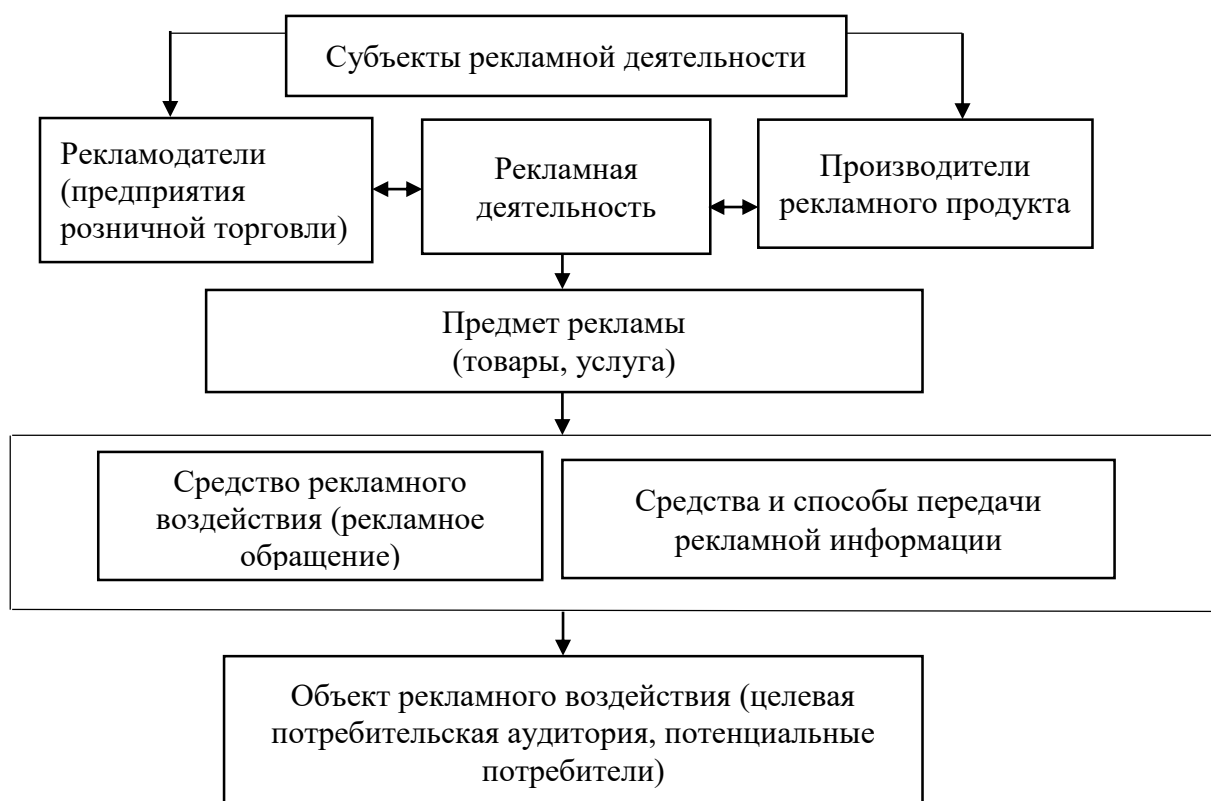 Субъекты рекламной деятельности
Рекламодатели
(предприятия
розничной торговли)
Рекламная
деятельность
Производители
рекламного продукта
Предмет рекламы
(товары, услуга)
Средство рекламного
воздействия (рекламное
обращение)
Средства и способы передачи
рекламной информации
Объект рекламного воздействия (целевая
потребительская аудитория, потенциальные
потребители)